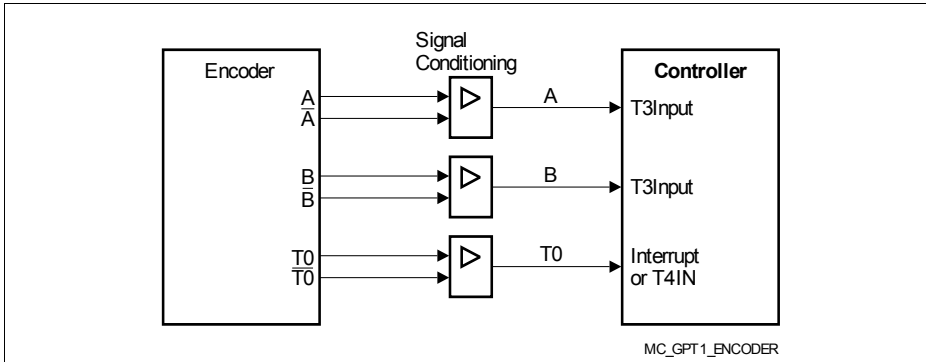 Signal
Conditioning
Encoder
Controller
A
A
A
T3Input
B
B
B
T3Input
T0
T0
T0
Interrupt
or T4IN
MC_GPT1_ENCODER